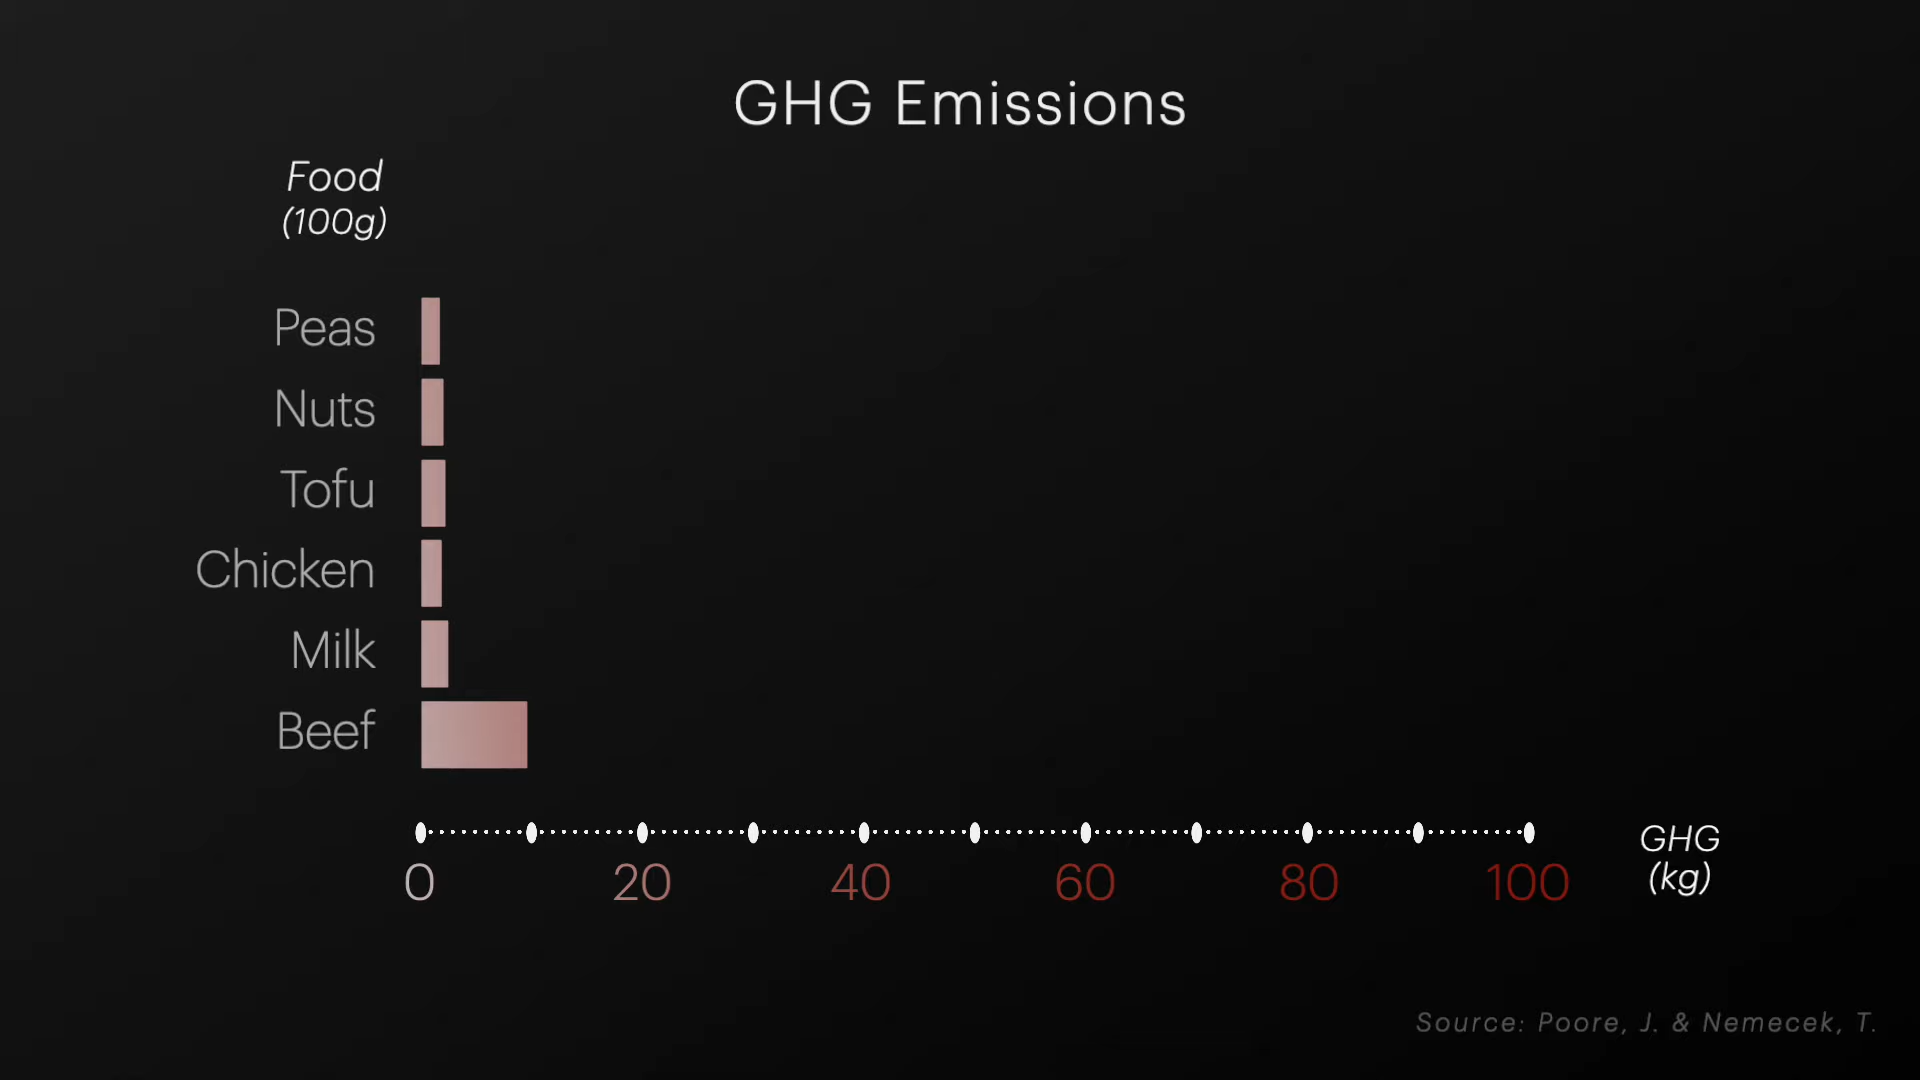 GHG Emissions
Food
(100g)
Peas
Nuts
Tofu
Chicken
Milk
Beef
0 20 40 60 80 100
GHG
(kg)
Source: Poore, J. & Nemecek, T.